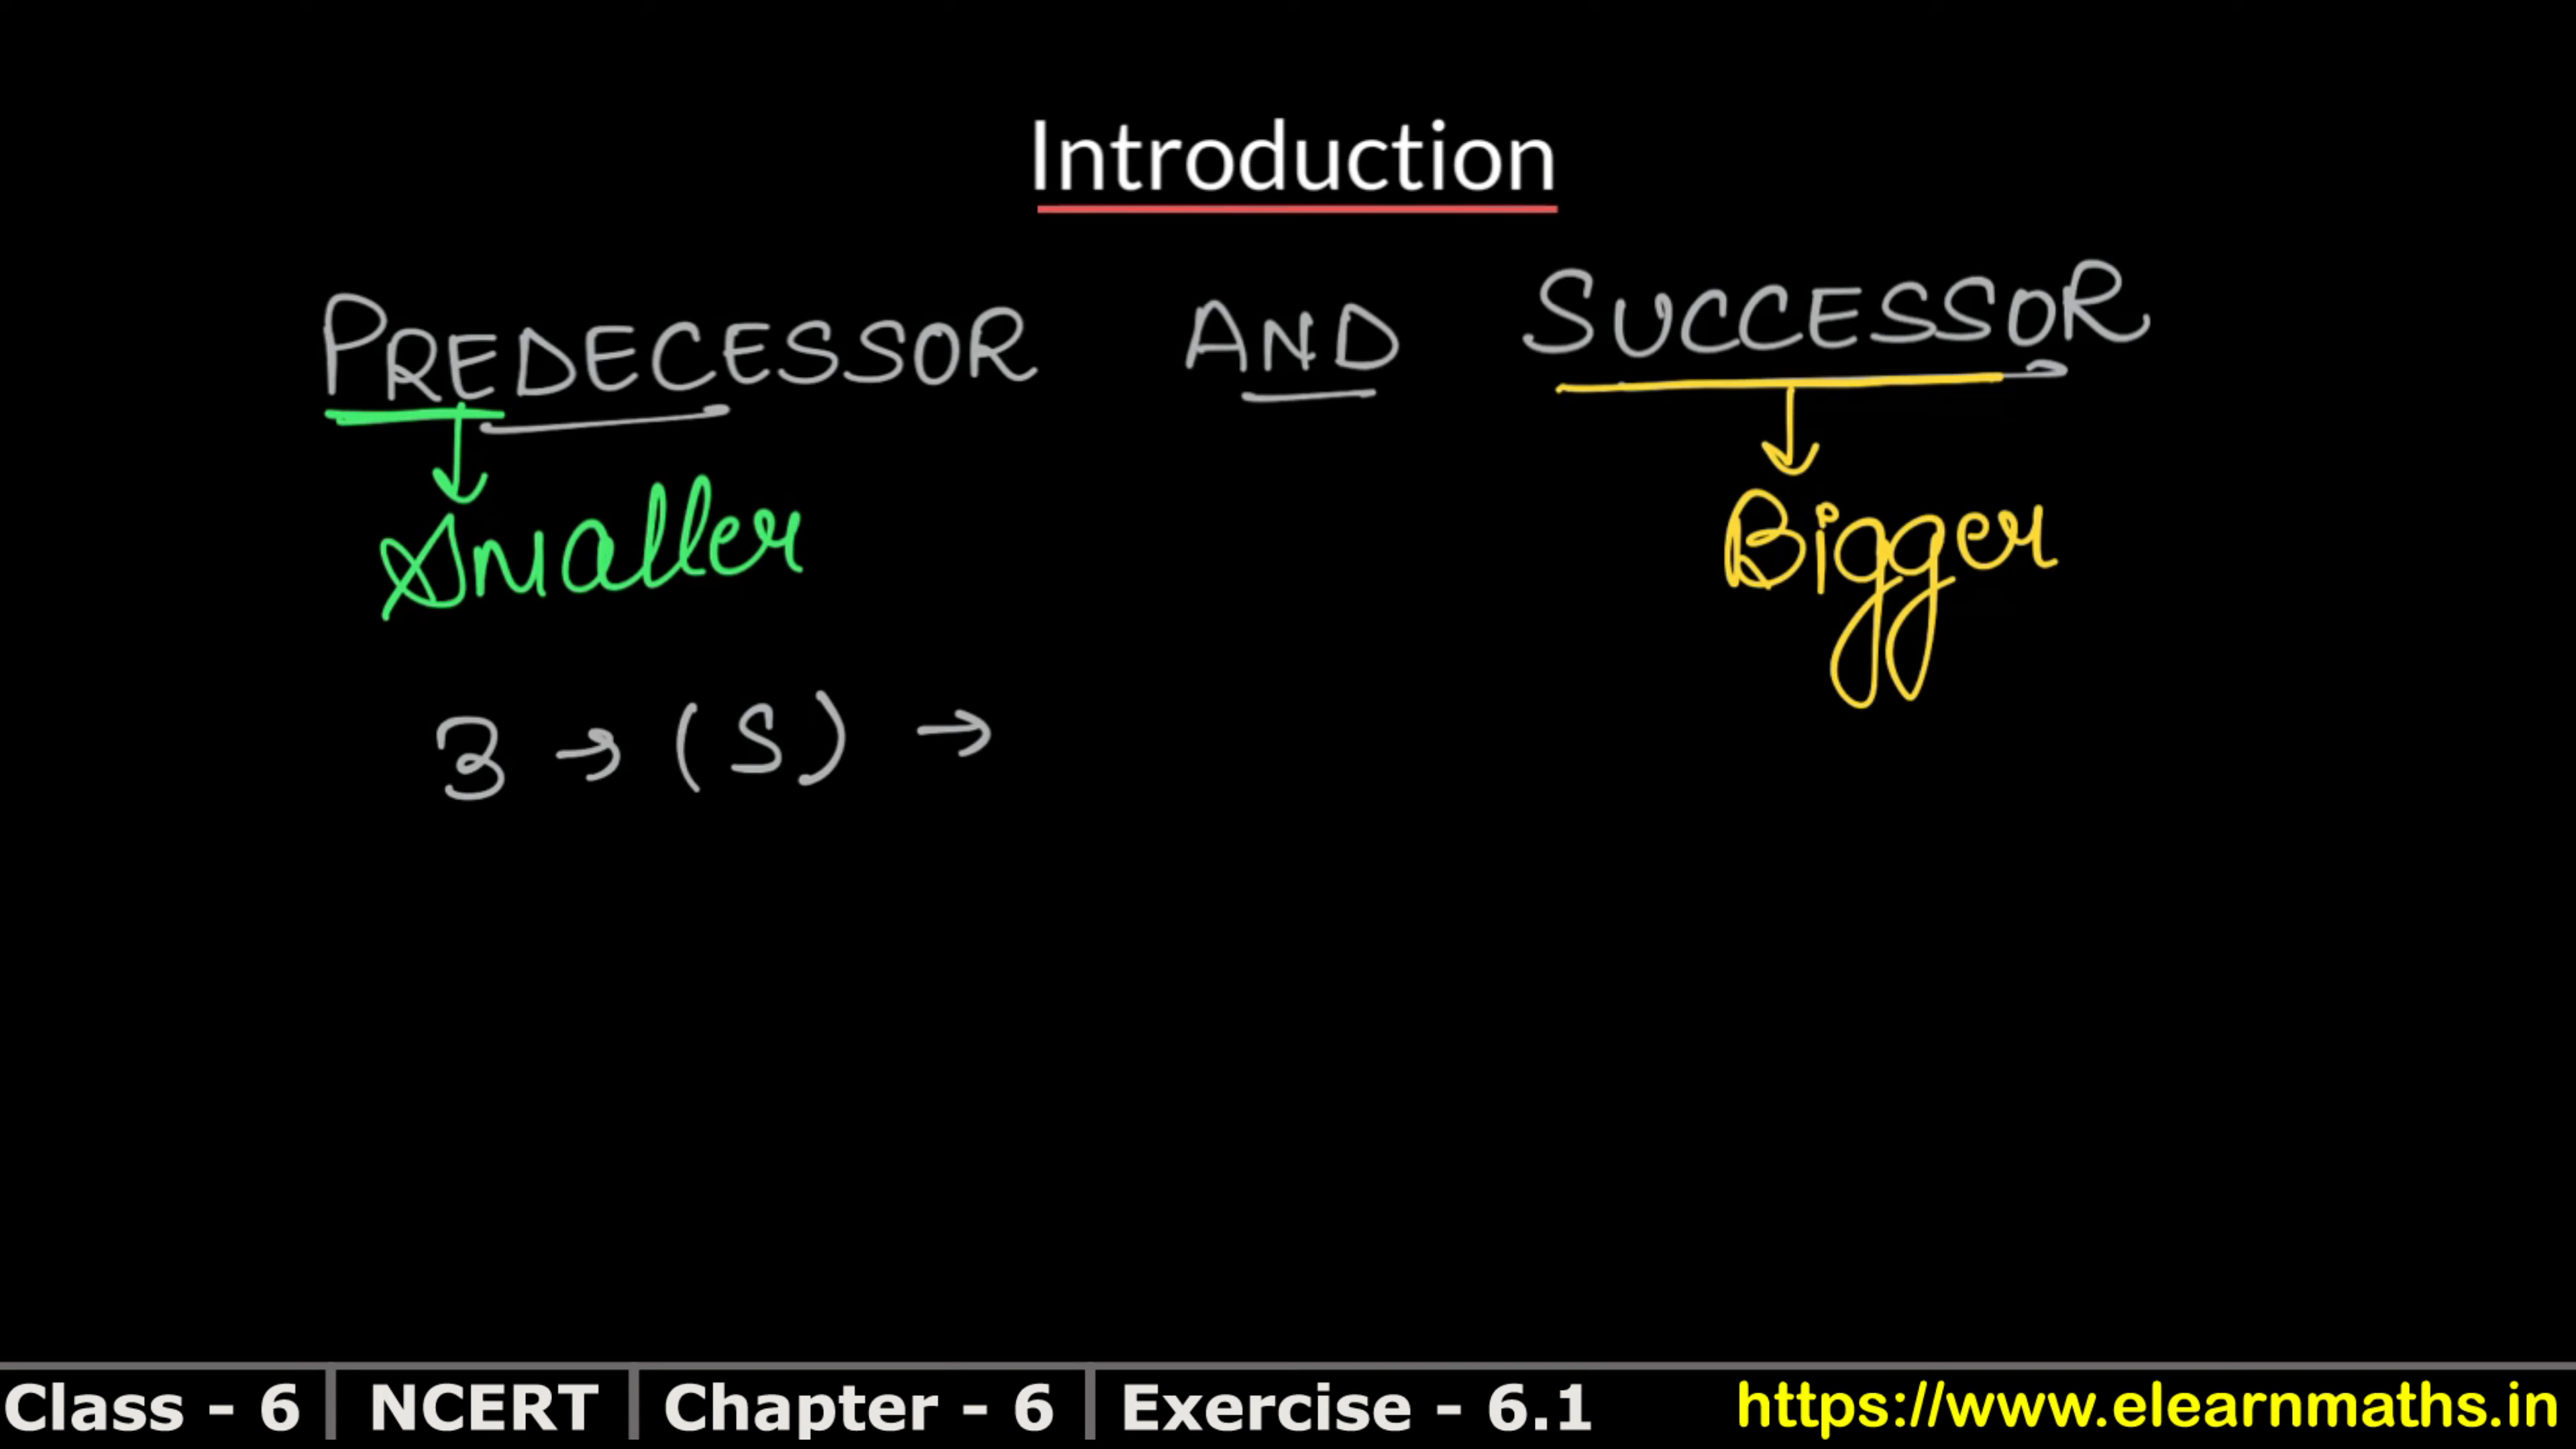 Introduction
PREDECESSOR AND SUCCESSOR
Smaller Bigger
3 → (S) →
Class - 6 | NCERT | Chapter - 6 | Exercise - 6.1 https://www.elearnmaths.in